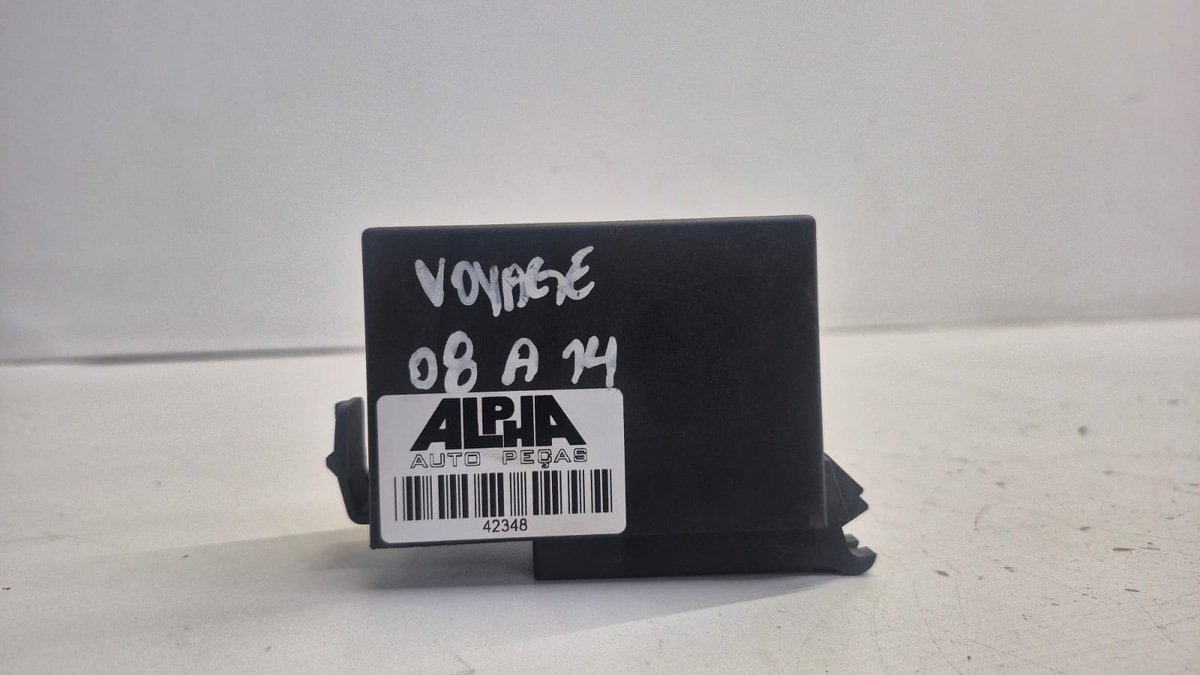 VOYAGE
08 A 14
ALPHA
AUTO PEÇAS
42348